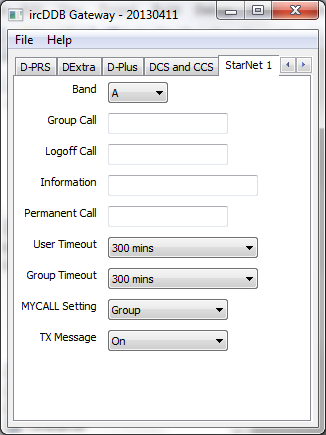 ircDDB Gateway - 20130411
File Help
D-PRS DExtra D-Plus DCS and CCS StarNet 1
Band A
Group Call
Logoff Call
Information
Permanent Call
User Timeout 300 mins
Group Timeout 300 mins
MYCALL Setting Group
TX Message On